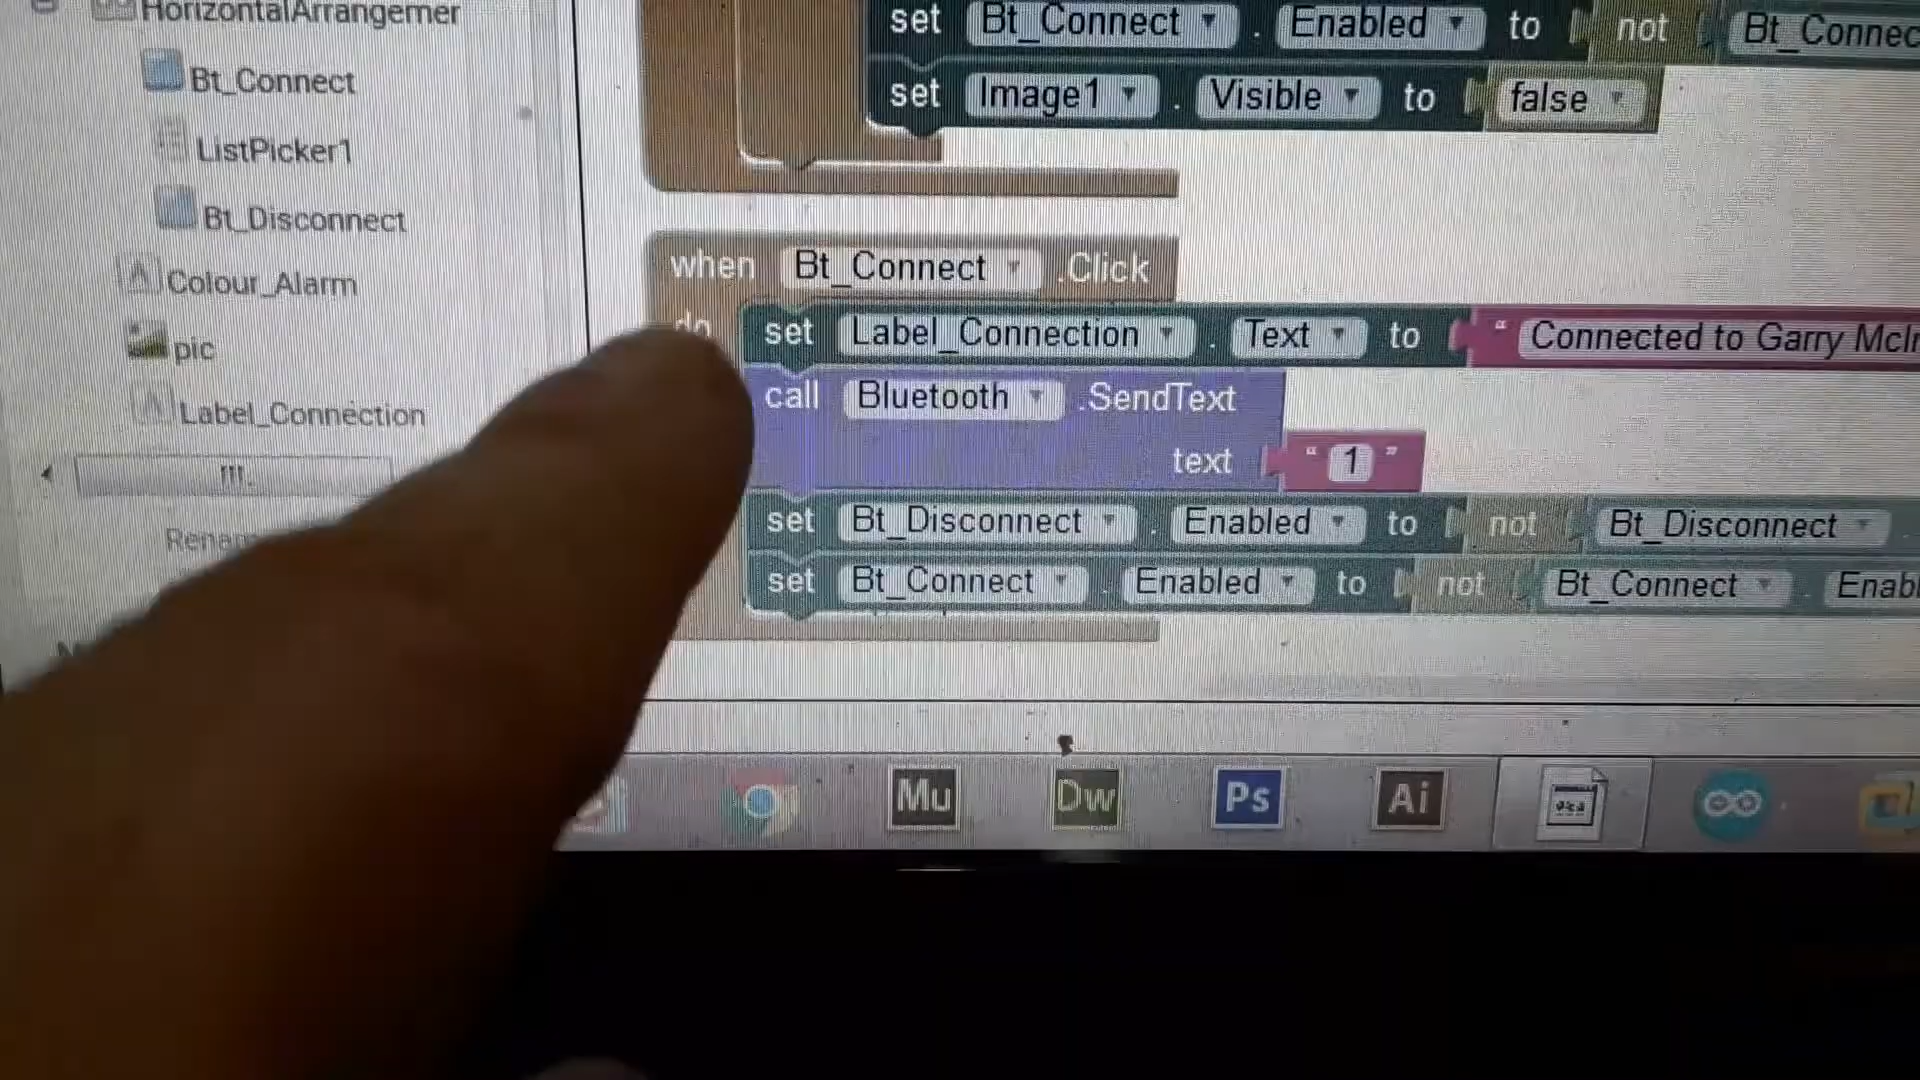 HorizontalArrangemer
Bt_Connect
ListPicker1
Bt_Disconnect
Colour_Alarm
pic
Label_Connection
set Bt_Connect . Enabled to not Bt_Connec
set Image1 . Visible to false
when Bt_Connect .Click
do
set Label_Connection . Text to " Connected to Garry McIr
call Bluetooth .SendText
text " 1 "
set Bt_Disconnect . Enabled to not Bt_Disconnect .
set Bt_Connect . Enabled to not Bt_Connect . Enabl
Mu Dw Ps Ai